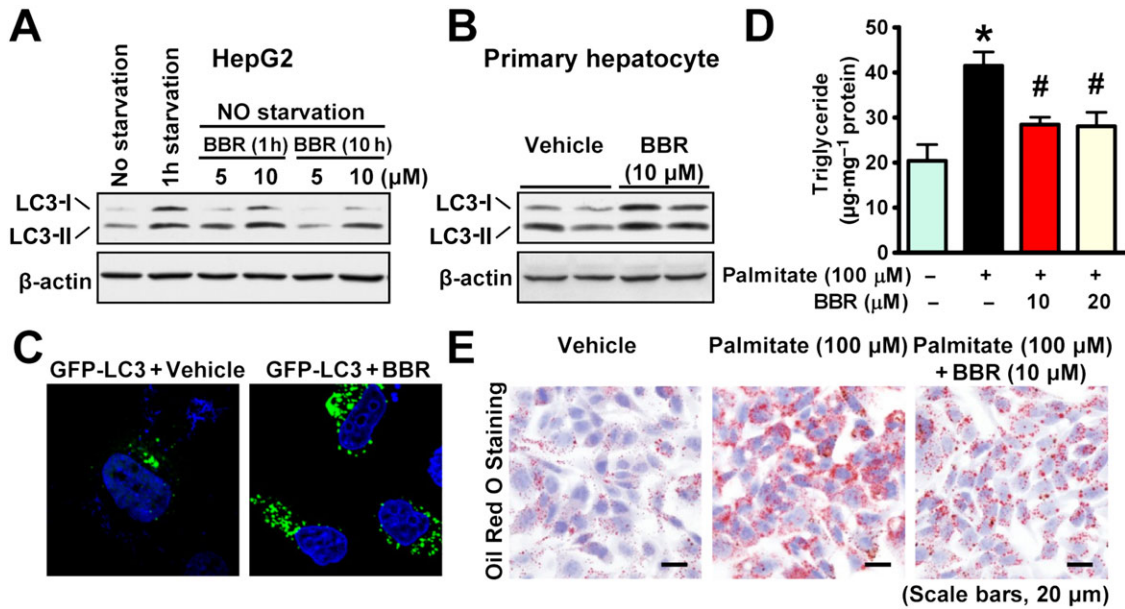 A
HepG2
No starvation
1h starvation
NO starvation
BBR (1h)
BBR (10 h)
5
10
5
10
(μM)
LC3-I
LC3-II
β-actin
B
Primary hepatocyte
Vehicle
BBR
(10 μM)
LC3-I
LC3-II
β-actin
C
GFP-LC3+Vehicle
GFP-LC3+BBR
D
Triglyceride
(μg·mg⁻¹ protein)
50
40
30
20
10
0
*
#
#
Palmitate (100 μM) – + + +
BBR (μM) – – 10 20
E
Oil Red O Staining
Vehicle
Palmitate (100 μM)
Palmitate (100 μM)
+ BBR (10 μM)
(Scale bars, 20 μm)